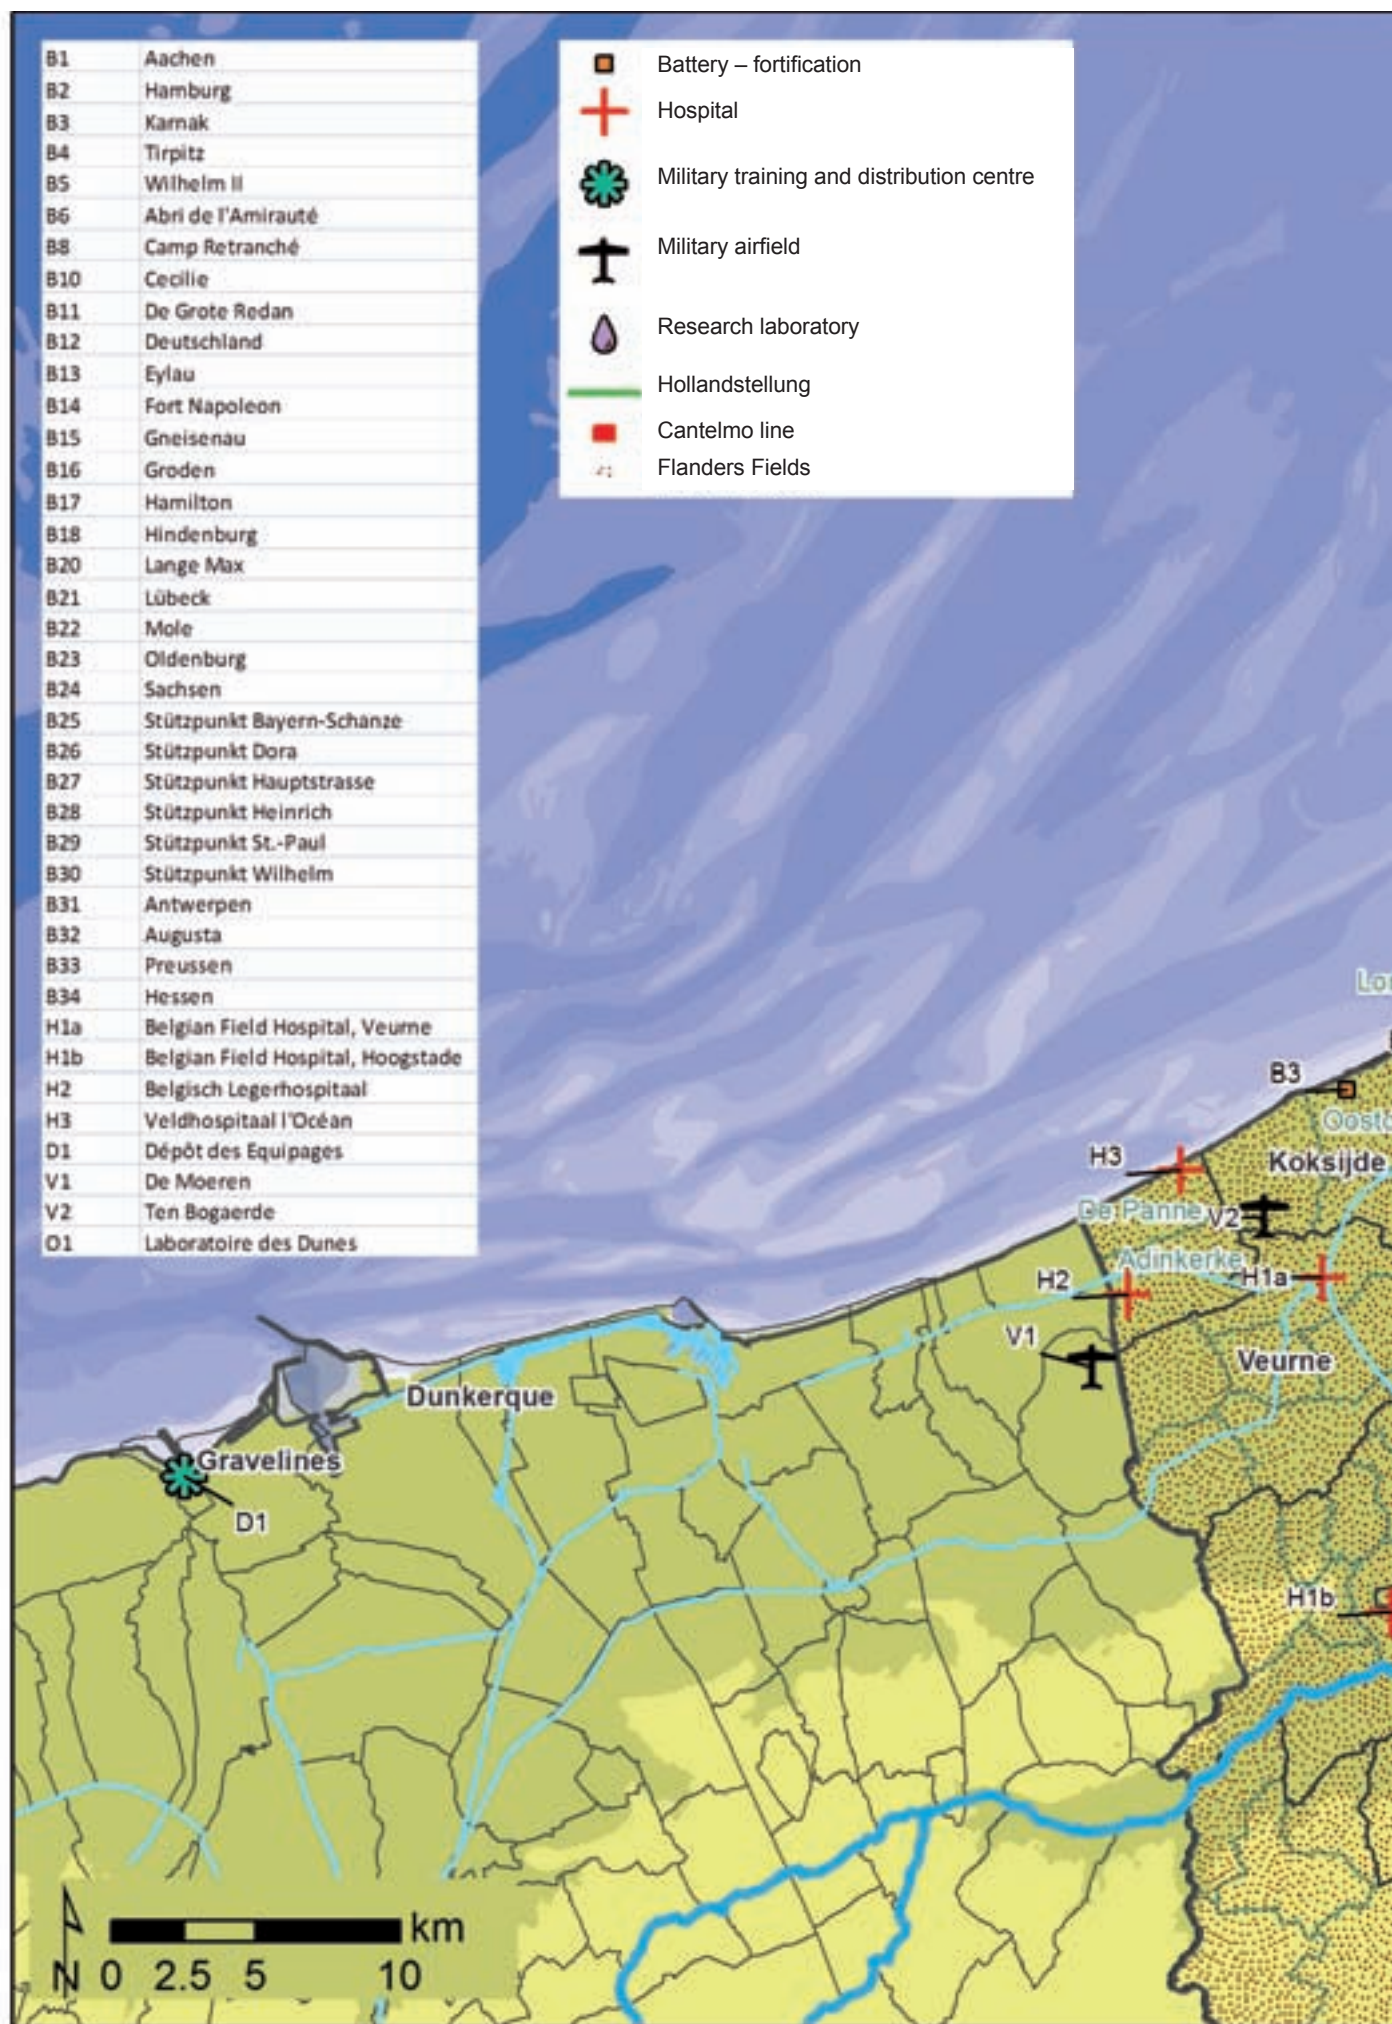 B1 Aachen
B2 Hamburg
B3 Karnak
B4 Tirpitz
B5 Wilhelm II
B6 Abri de l'Amirauté
B8 Camp Retranché
B10 Cecilie
B11 De Grote Redan
B12 Deutschland
B13 Eylau
B14 Fort Napoleon
B15 Gneisenau
B16 Groden
B17 Hamilton
B18 Hindenburg
B20 Lange Max
B21 Lübeck
B22 Mole
B23 Oldenburg
B24 Sachsen
B25 Stützpunkt Bayern-Schanze
B26 Stützpunkt Dora
B27 Stützpunkt Hauptstrasse
B28 Stützpunkt Heinrich
B29 Stützpunkt St.-Paul
B30 Stützpunkt Wilhelm
B31 Antwerpen
B32 Augusta
B33 Preussen
B34 Hessen
H1a Belgian Field Hospital, Veurne
H1b Belgian Field Hospital, Hoogstade
H2 Belgisch Legerhospitaal
H3 Veldhospitaal l'Océan
D1 Dépôt des Equipages
V1 De Moeren
V2 Ten Bogaerde
O1 Laboratoire des Dunes
Battery – fortification
Hospital
Military training and distribution centre
Military airfield
Research laboratory
Hollandstellung
Cantelmo line
Flanders Fields
B3
H3
Koksijde
De Panne
V2
Adinkerke
H2
H1a
V1
Veurne
Dunkerque
Gravelines
D1
H1b
km
N 0 2.5 5 10